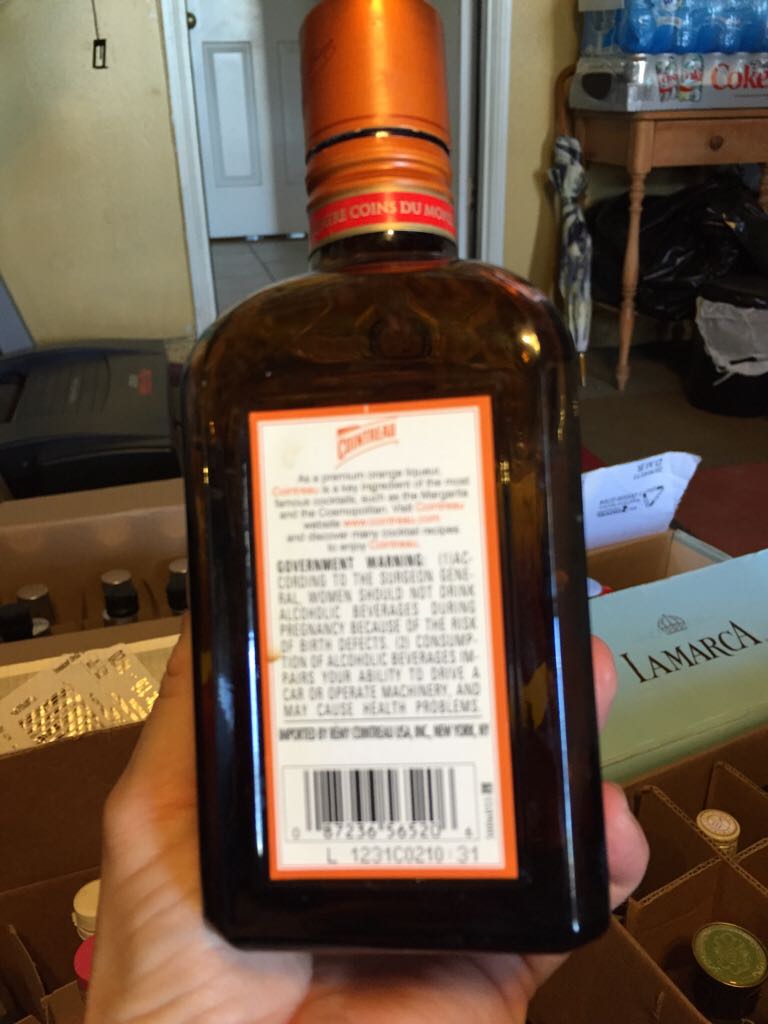 Coke
TRE COINS DU MON
COINTREAU
As a premium orange liqueur,
Cointreau is a key ingredient of the most
famous cocktails, such as the Margarita
and the Cosmopolitan. Visit Cointreau
website www.cointreau.com
and discover many cocktail recipes
to enjoy Cointreau.
GOVERNMENT WARNING: (1)AC-
CORDING TO THE SURGEON GENE-
RAL, WOMEN SHOULD NOT DRINK
ALCOHOLIC BEVERAGES DURING
PREGNANCY BECAUSE OF THE RISK
OF BIRTH DEFECTS. (2) CONSUMP-
TION OF ALCOHOLIC BEVERAGES IM-
PAIRS YOUR ABILITY TO DRIVE A
CAR OR OPERATE MACHINERY, AND
MAY CAUSE HEALTH PROBLEMS.
IMPORTED BY RÉMY COINTREAU USA, INC., NEW YORK, NY
0 87236 56520 6
L 1231C0210:31
LAMARCA